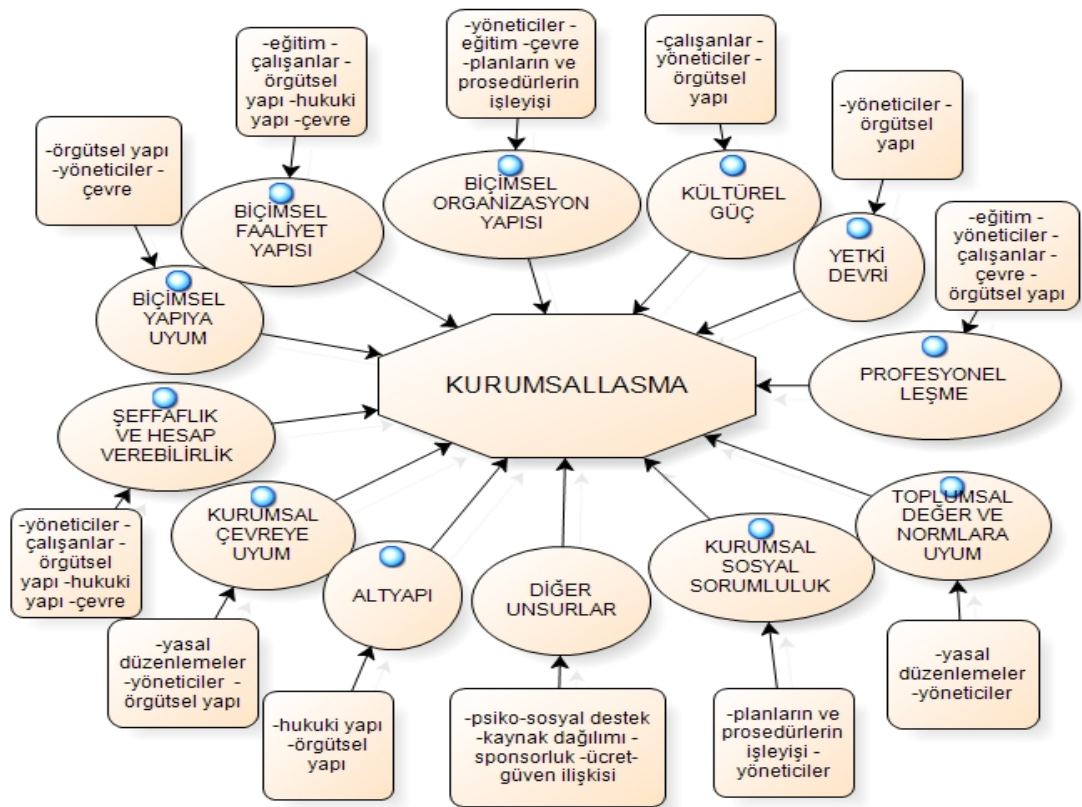 -eğitim -
çalışanlar -
örgütsel
yapı -hukuki
yapı -çevre
-yöneticiler -
eğitim -çevre
-planların ve
prosedürlerin
işleyişi
-çalışanlar -
yöneticiler -
örgütsel
yapı
-yöneticiler -
örgütsel
yapı
-örgütsel yapı
-yöneticiler -
çevre
-eğitim -
yöneticiler -
çalışanlar -
çevre -
örgütsel yapı
BİÇİMSEL
FAALİYET
YAPISI
BİÇİMSEL
ORGANİZASYON
YAPISI
KÜLTÜREL
GÜÇ
YETKİ
DEVRİ
BİÇİMSEL
YAPIYA
UYUM
PROFESYONEL
LEŞME
KURUMSALLASMA
ŞEFFAFLIK
VE HESAP
VEREBİLİRLİK
KURUMSAL
ÇEVREYE
UYUM
ALTYAPI
DİĞER
UNSURLAR
KURUMSAL
SOSYAL
SORUMLULUK
TOPLUMSAL
DEĞER VE
NORMLARA
UYUM
-yöneticiler -
çalışanlar -
örgütsel
yapı -hukuki
yapı -çevre
-yasal
düzenlemeler
-yöneticiler -
örgütsel yapı
-hukuki yapı
-örgütsel
yapı
-psiko-sosyal destek
-kaynak dağılımı -
sponsorluk -ücret-
güven ilişkisi
-planların ve
prosedürlerin
işleyişi -
yöneticiler
-yasal
düzenlemeler
-yöneticiler